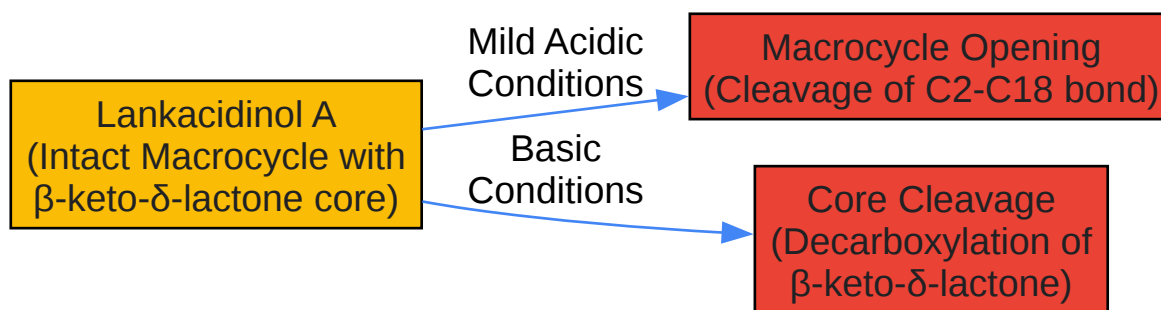 Lankacidinol A
(Intact Macrocycle with
β-keto-δ-lactone core)
Mild Acidic
Conditions
Macrocycle Opening
(Cleavage of C2-C18 bond)
Basic
Conditions
Core Cleavage
(Decarboxylation of
β-keto-δ-lactone)